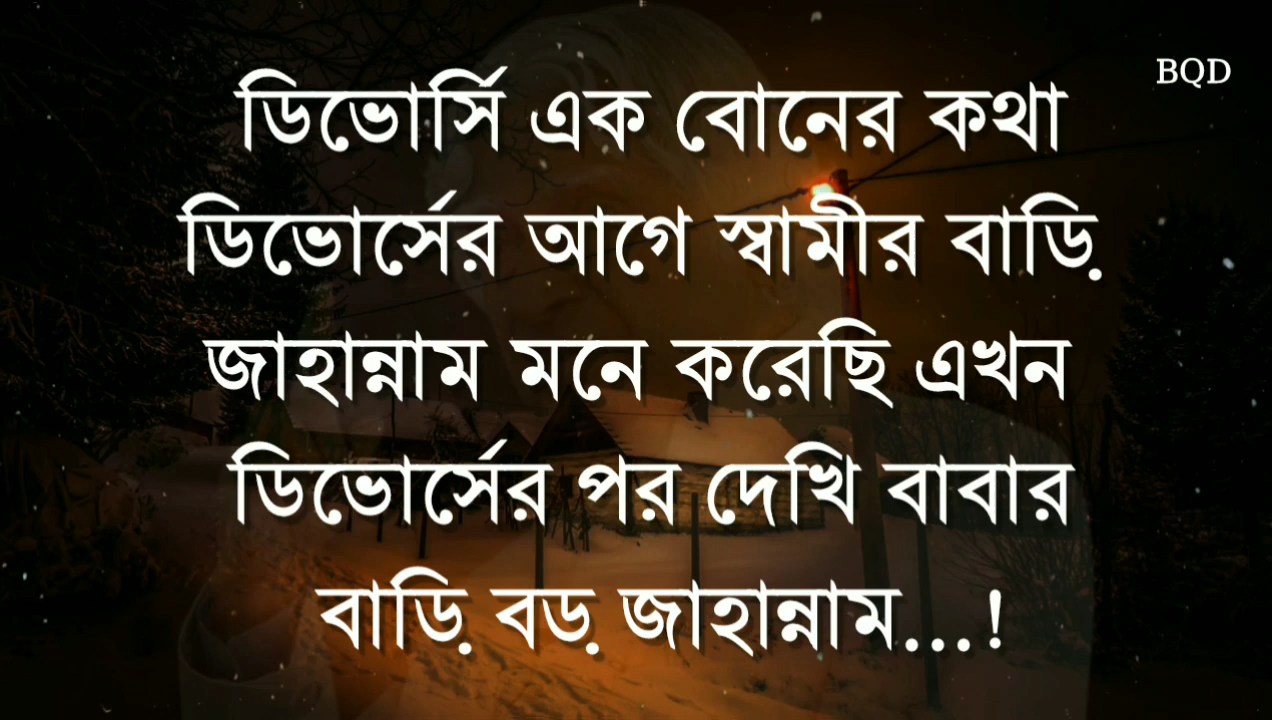 BQD
ডিভোর্সি এক বোনের কথা
ডিভোর্সের আগে স্বামীর বাড়ি
জাহান্নাম মনে করেছি এখন
ডিভোর্সের পর দেখি বাবার
বাড়ি বড় জাহান্নাম...!